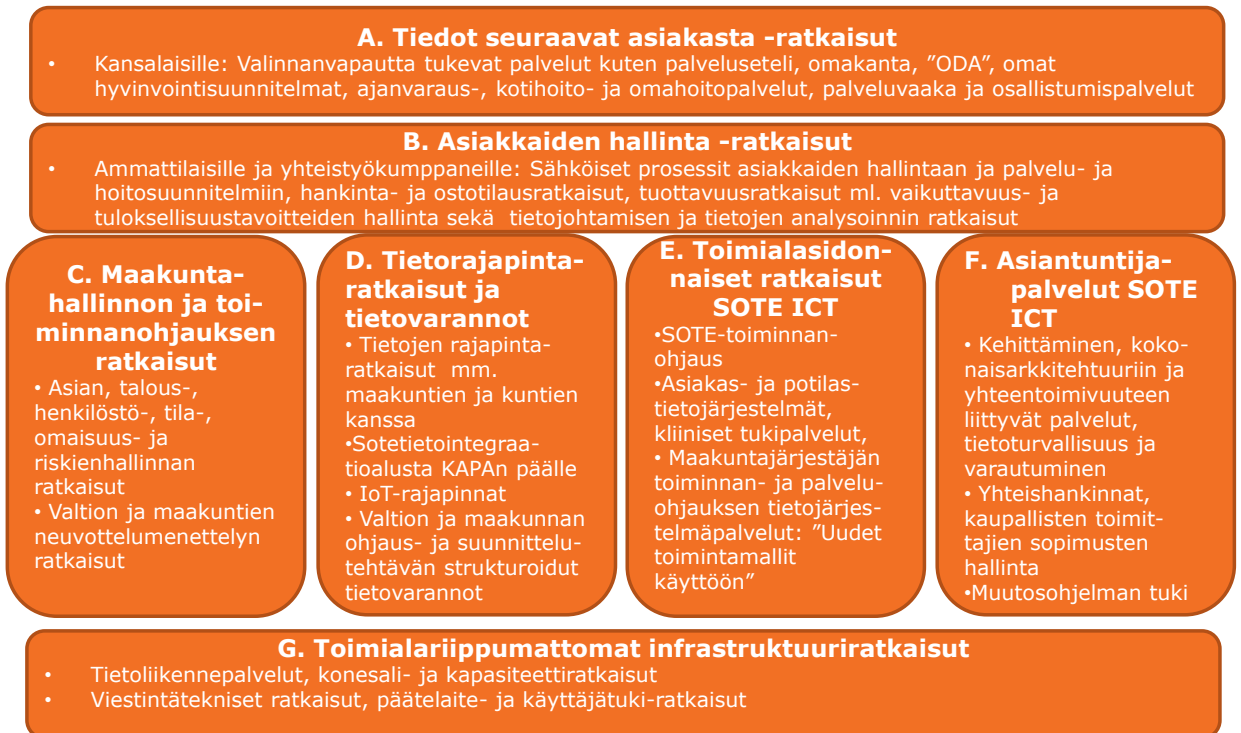 A. Tiedot seuraavat asiakasta -ratkaisut
• Kansalaisille: Valinnanvapautta tukevat palvelut kuten palveluseteli, omakanta, ”ODA”, omat
hyvinvointisuunnitelmat, ajanvaraus-, kotihoito- ja omahoitopalvelut, palveluvaaka ja osallistumispalvelut
B. Asiakkaiden hallinta -ratkaisut
• Ammattilaisille ja yhteistyökumppaneille: Sähköiset prosessit asiakkaiden hallintaan ja palvelu- ja
hoitosuunnitelmiin, hankinta- ja ostotilausratkaisut, tuottavuusratkaisut ml. vaikuttavuus- ja
tuloksellisuustavoitteiden hallinta sekä tietojohtamisen ja tietojen analysoinnin ratkaisut
C. Maakunta-
hallinnon ja toi-
minnanohjauksen
ratkaisut
• Asian, talous-,
henkilöstö-, tila-,
omaisuus- ja
riskienhallinnan
ratkaisut
• Valtion ja maakuntien
neuvottelumenettelyn
ratkaisut
D. Tietorajapinta-
ratkaisut ja
tietovarannot
• Tietojen rajapinta-
ratkaisut mm.
maakuntien ja kuntien
kanssa
•Sotetietointegraa-
tioalusta KAPAn päälle
• IoT-rajapinnat
• Valtion ja maakunnan
ohjaus- ja suunnittelu-
tehtävän strukturoidut
tietovarannot
E. Toimialasidon-
naiset ratkaisut
SOTE ICT
•SOTE-toiminnan-
ohjaus
•Asiakas- ja potilas-
tietojärjestelmät,
kliiniset tukipalvelut,
• Maakuntajärjestäjän
toiminnan- ja palvelu-
ohjauksen tietojärjes-
telmäpalvelut: ”Uudet
toimintamallit
käyttöön”
F. Asiantuntija-
palvelut SOTE
ICT
• Kehittäminen, koko-
naisarkkitehtuuriin ja
yhteentoimivuuteen
liittyvät palvelut,
tietoturvallisuus ja
varautuminen
• Yhteishankinnat,
kaupallisten toimit-
tajien sopimusten
hallinta
•Muutosohjelman tuki
G. Toimialariippumattomat infrastruktuuriratkaisut
• Tietoliikennepalvelut, konesali- ja kapasiteettiratkaisut
• Viestintätekniset ratkaisut, päätelaite- ja käyttäjätuki-ratkaisut